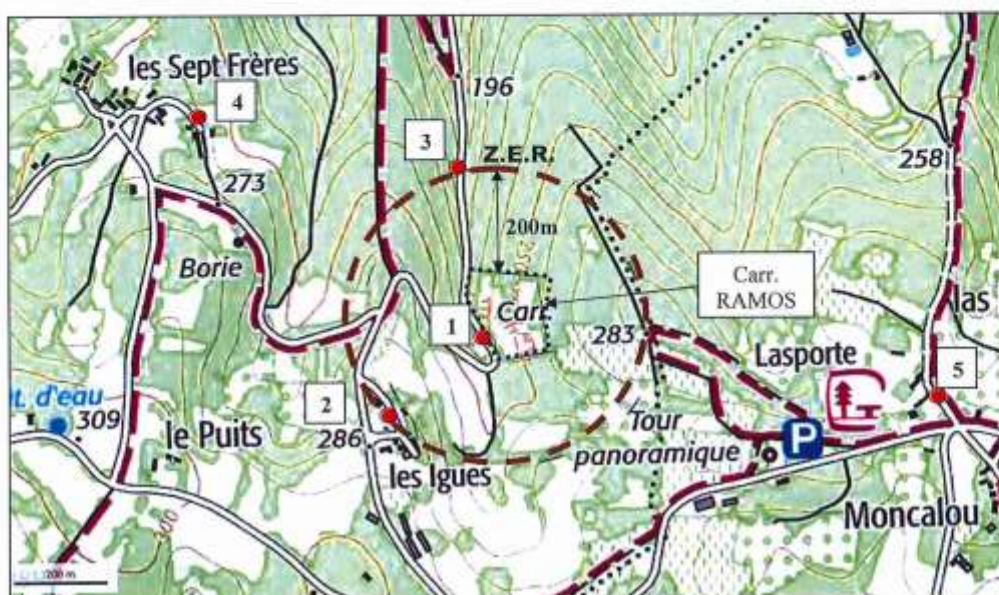 les Sept Frères
4
196
3
Z.E.R.
258
273
200m
Borie
Carr.
RAMOS
Carr.
1
283
las
Lasporte
5
2
t. d'eau
309
286
Tour
panoramique
P
le Puits
les Igues
Moncalou
200 m